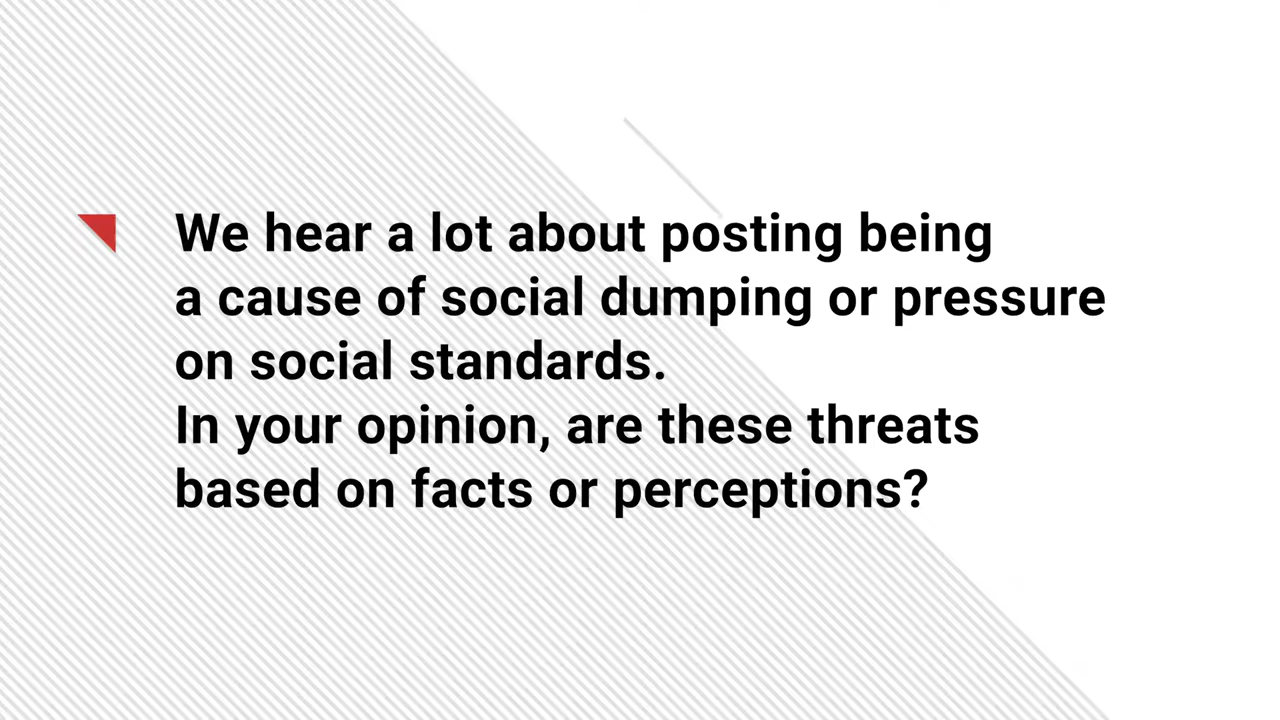 We hear a lot about posting being
a cause of social dumping or pressure
on social standards.
In your opinion, are these threats
based on facts or perceptions?